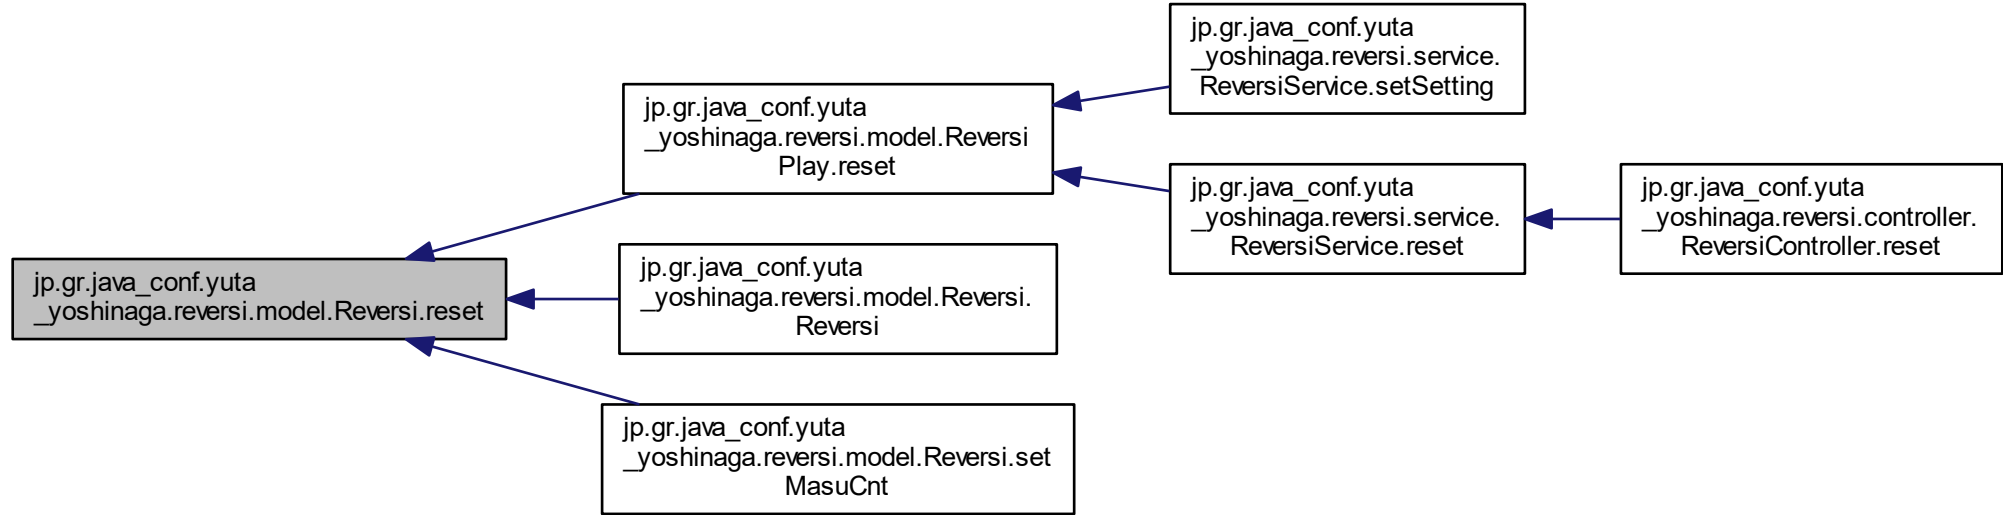 jp.gr.java_conf.yuta
_yoshinaga.reversi.model.Reversi.reset
jp.gr.java_conf.yuta
_yoshinaga.reversi.model.Reversi
Play.reset
jp.gr.java_conf.yuta
_yoshinaga.reversi.service.
ReversiService.setSetting
jp.gr.java_conf.yuta
_yoshinaga.reversi.service.
ReversiService.reset
jp.gr.java_conf.yuta
_yoshinaga.reversi.controller.
ReversiController.reset
jp.gr.java_conf.yuta
_yoshinaga.reversi.model.Reversi.
Reversi
jp.gr.java_conf.yuta
_yoshinaga.reversi.model.Reversi.set
MasuCnt